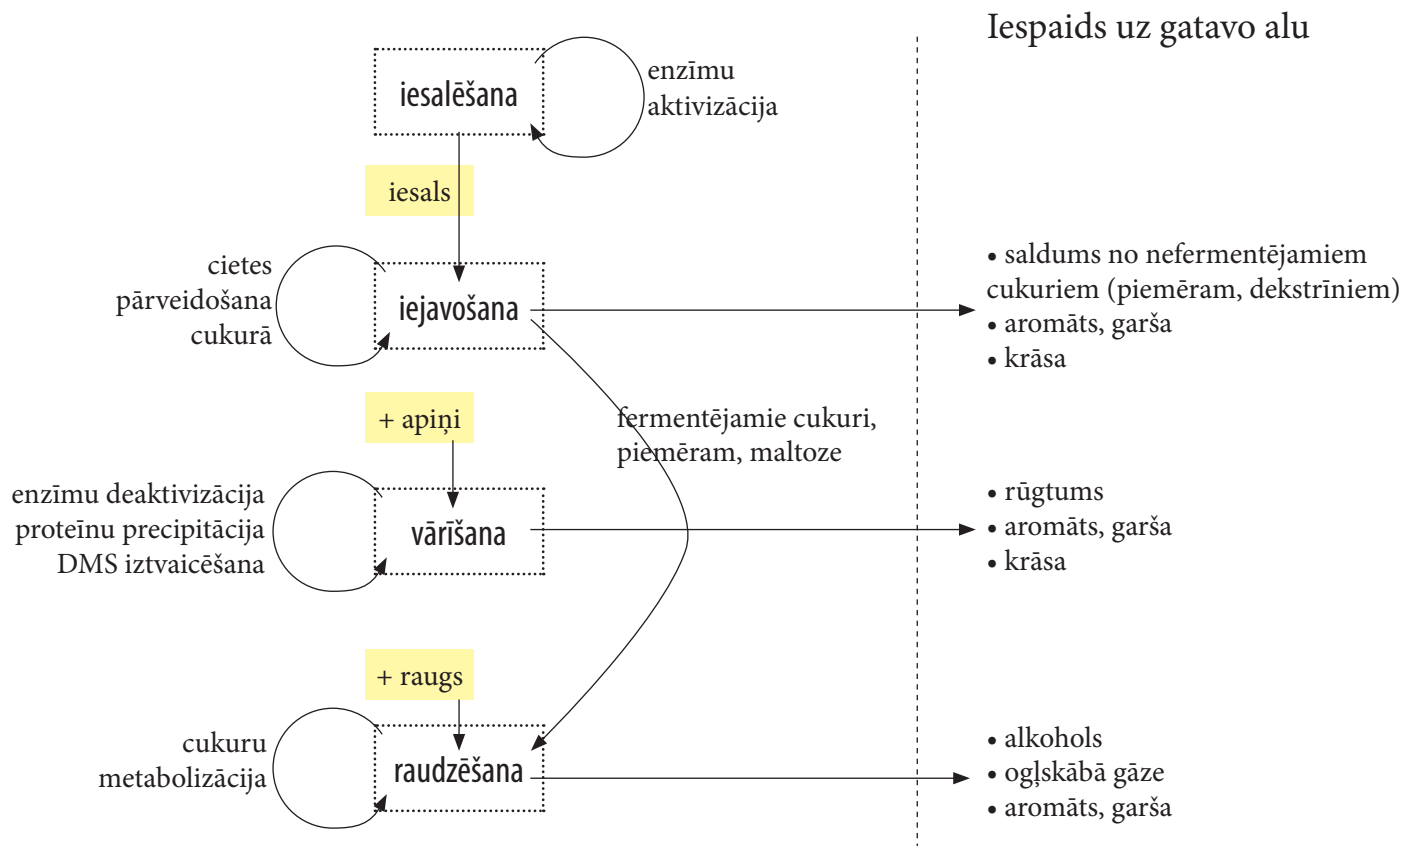 Iespaids uz gatavo alu
iesalēšana
enzīmu
aktivizācija
iesals
cietes
pārveidošana
cukurā
iejavošana
• saldums no nefermentējamiem
cukuriem (piemēram, dekstrīniem)
• aromāts, garša
• krāsa
+ apiņi
fermentējamie cukuri,
piemēram, maltoze
enzīmu deaktivizācija
proteīnu precipitācija
DMS iztvaicēšana
vārīšana
• rūgtums
• aromāts, garša
• krāsa
+ raugs
cukuru
metabolizācija
raudzēšana
• alkohols
• ogļskābā gāze
• aromāts, garša